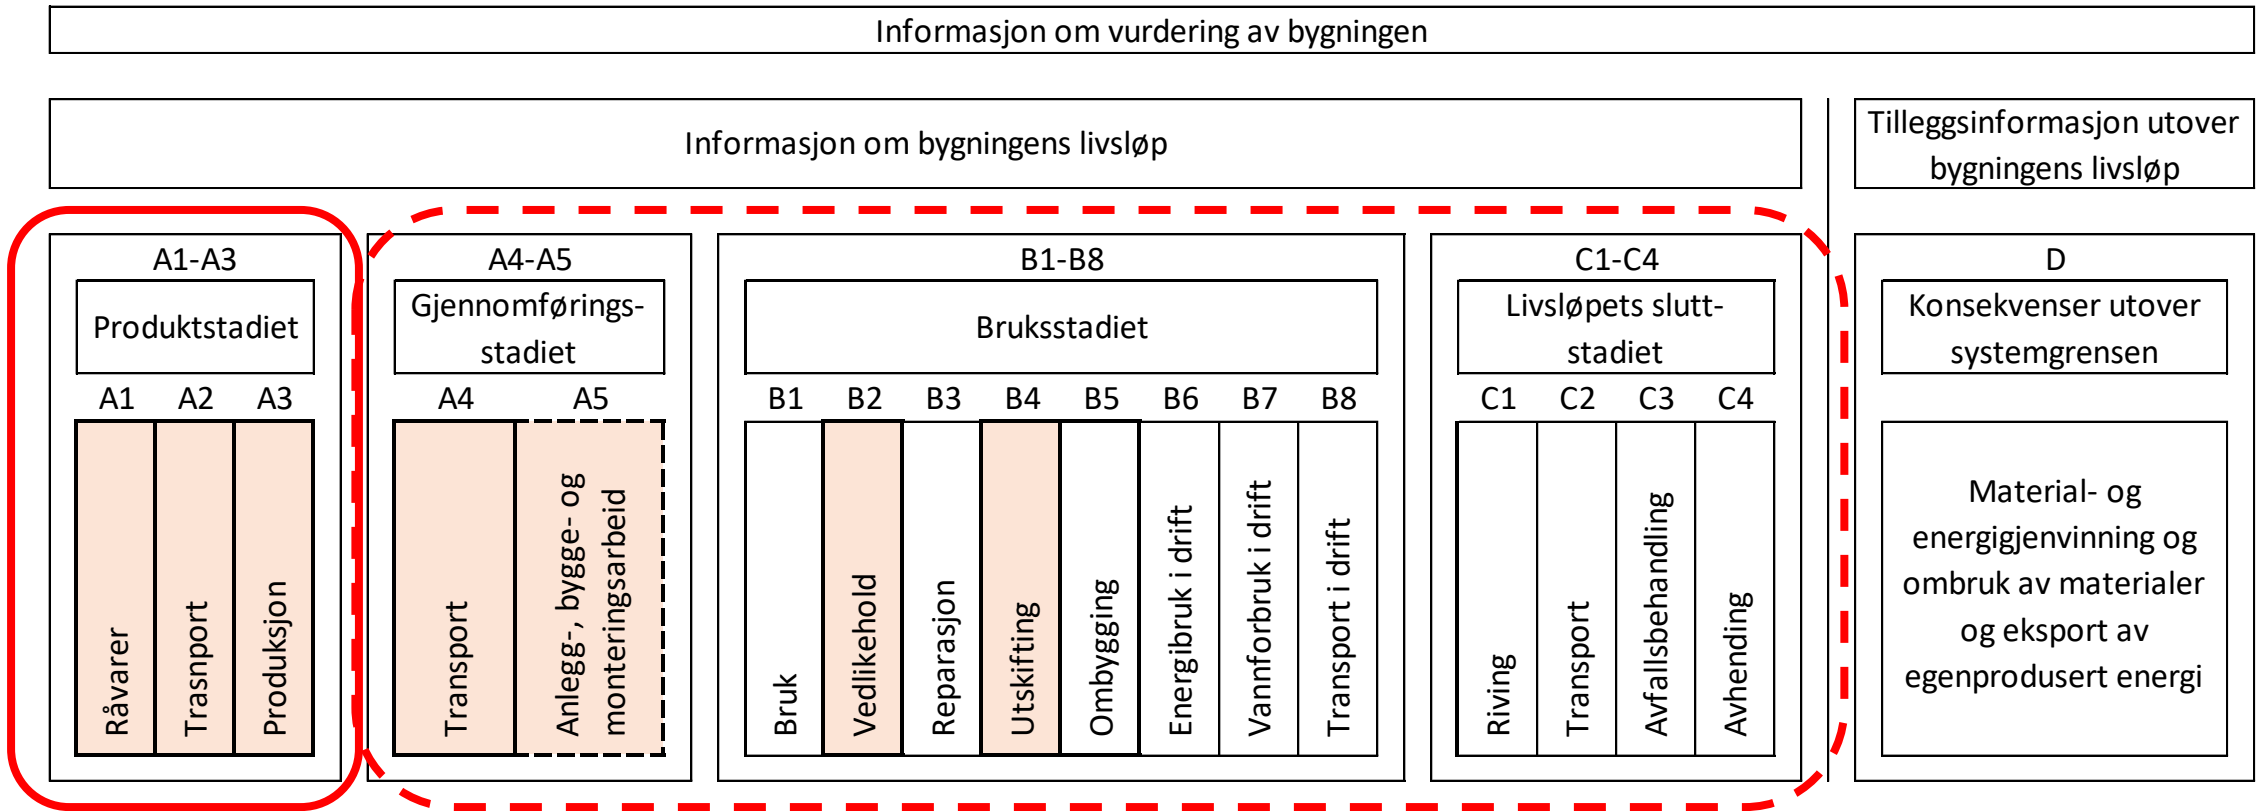 Informasjon om vurdering av bygningen
Informasjon om bygningens livsløp
Tilleggsinformasjon utover
bygningens livsløp
A1-A3
Produktstadiet
A1 A2 A3
Råvarer
Trasnport
Produksjon
A4-A5
Gjennomførings-
stadiet
A4 A5
Transport
Anlegg-, bygge- og
monteringsarbeid
B1-B8
Bruksstadiet
B1 B2 B3 B4 B5 B6 B7 B8
Bruk
Vedlikehold
Reparasjon
Utskifting
Ombygging
Energibruk i drift
Vannforbruk i drift
Transport i drift
C1-C4
Livsløpets slutt-
stadiet
C1 C2 C3 C4
Riving
Transport
Avfallsbehandling
Avhending
D
Konsekvenser utover
systemgrensen
Material- og
energigjenvinning og
ombruk av materialer
og eksport av
egenprodusert energi